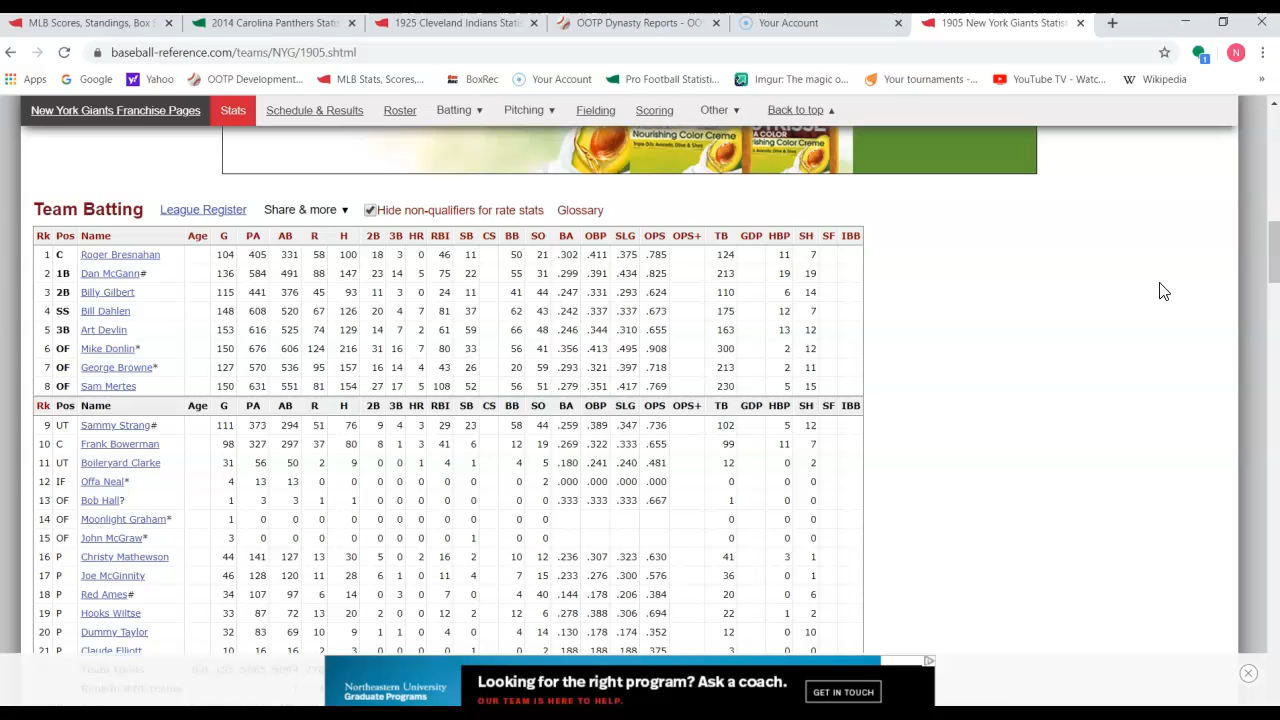 MLB Scores, Standings, Box S 2014 Carolina Panthers Statis 1925 Cleveland Indians Statis OOTP Dynasty Reports - OO Your Account 1905 New York Giants Statist
baseball-reference.com/teams/NYG/1905.shtml N
Apps Google Yahoo OOTP Development... MLB Stats, Scores,... BoxRec Your Account Pro Football Statis... Imgur: The magic o... Your tournaments -... YouTube TV - Watc... Wikipedia »
New York Giants Franchise Pages Stats Schedule & Results Roster Batting ▼ Pitching ▼ Fielding Scoring Other ▼ Back to top ▲
Nourishing Color Creme
Team Batting League Register Share & more ▼ Hide non-qualifiers for rate stats Glossary
Rk Pos Name Age G PA AB R H 2B 3B HR RBI SB CS BB SO BA OBP SLG OPS OPS+ TB GDP HBP SH SF IBB
1 C Roger Bresnahan 104 405 331 58 100 18 3 0 46 11 50 21 .302 .411 .375 .785 124 11 7
2 1B Dan McGann# 136 584 491 88 147 23 14 5 75 22 55 31 .299 .391 .434 .825 213 19 19
3 2B Billy Gilbert 115 441 376 45 93 11 3 0 24 11 41 44 .247 .331 .293 .624 110 6 14
4 SS Bill Dahlen 148 608 520 67 126 20 4 7 81 37 62 43 .242 .337 .337 .673 175 12 7
5 3B Art Devlin 153 616 525 74 129 14 7 2 61 59 66 48 .246 .344 .310 .655 163 13 12
6 OF Mike Donlin* 150 676 606 124 216 31 16 7 80 33 56 41 .356 .413 .495 .908 300 2 11
7 OF George Browne* 127 570 536 95 157 16 14 4 43 26 20 59 .293 .321 .397 .718 213 2 11
8 OF Sam Mertes 150 631 551 81 154 27 17 5 108 52 56 51 .279 .351 .417 .769 230 5 15
Rk Pos Name Age G PA AB R H 2B 3B HR RBI SB CS BB SO BA OBP SLG OPS OPS+ TB GDP HBP SH SF IBB
9 UT Sammy Strang# 111 373 294 51 76 9 4 3 29 23 58 44 .259 .389 .347 .736 102 5 12
10 C Frank Bowerman 98 327 297 37 80 8 1 3 41 6 12 19 .269 .322 .333 .655 99 11 7
11 UT Boileryard Clarke 31 56 50 2 9 0 0 1 4 1 4 5 .180 .241 .240 .481 12 0 2
12 IF Offa Neal* 4 13 13 0 0 0 0 0 0 0 0 2 .000 .000 .000 .000 0 0 0
13 OF Bob Hall? 1 3 3 1 1 0 0 0 0 0 0 0 .333 .333 .333 .667 1 0 0
14 OF Moonlight Graham* 1 0 0 0 0 0 0 0 0 0 0 0 0 0 0
15 OF John McGraw* 3 0 0 0 0 0 0 0 0 1 0 0 0 0 0
16 P Christy Mathewson 44 141 127 13 30 5 0 2 16 2 10 12 .236 .307 .323 .630 41 3 1
17 P Joe McGinnity 46 128 120 11 28 6 1 0 11 4 7 15 .233 .276 .300 .576 36 0 1
18 P Red Ames# 34 107 97 6 14 0 3 0 7 0 4 40 .144 .178 .206 .384 20 0 6
19 P Hooks Wiltse 33 87 72 13 20 2 0 0 12 2 12 6 .278 .388 .306 .694 22 1 2
20 P Dummy Taylor 32 83 69 10 9 1 1 0 4 0 4 14 .130 .178 .174 .352 12 0 10
21 P Claude Elliott 10 16 16 2 3 0 0 0 0 0 0 2 .188 .188 .188 .375 3 0 0
Northeastern University
Graduate Programs
Looking for the right program? Ask a coach.
OUR TEAM IS HERE TO HELP.
GET IN TOUCH